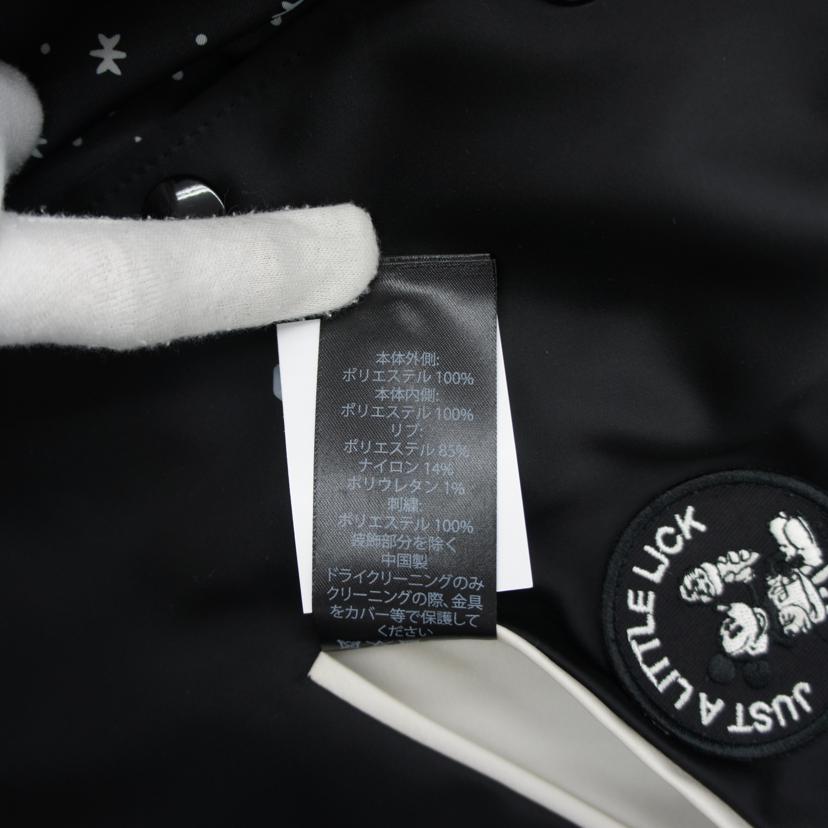 本体外側:
ポリエステル 100%
本体内側:
ポリエステル 100%
リブ:
ポリエステル 85%
ナイロン 14%
ポリウレタン 1%
刺繍:
ポリエステル 100%
装飾部分を除く
中国製
ドライクリーニングのみ
クリーニングの際、金具
をカバー等で保護して
ください
JUST A LITTLE LICK